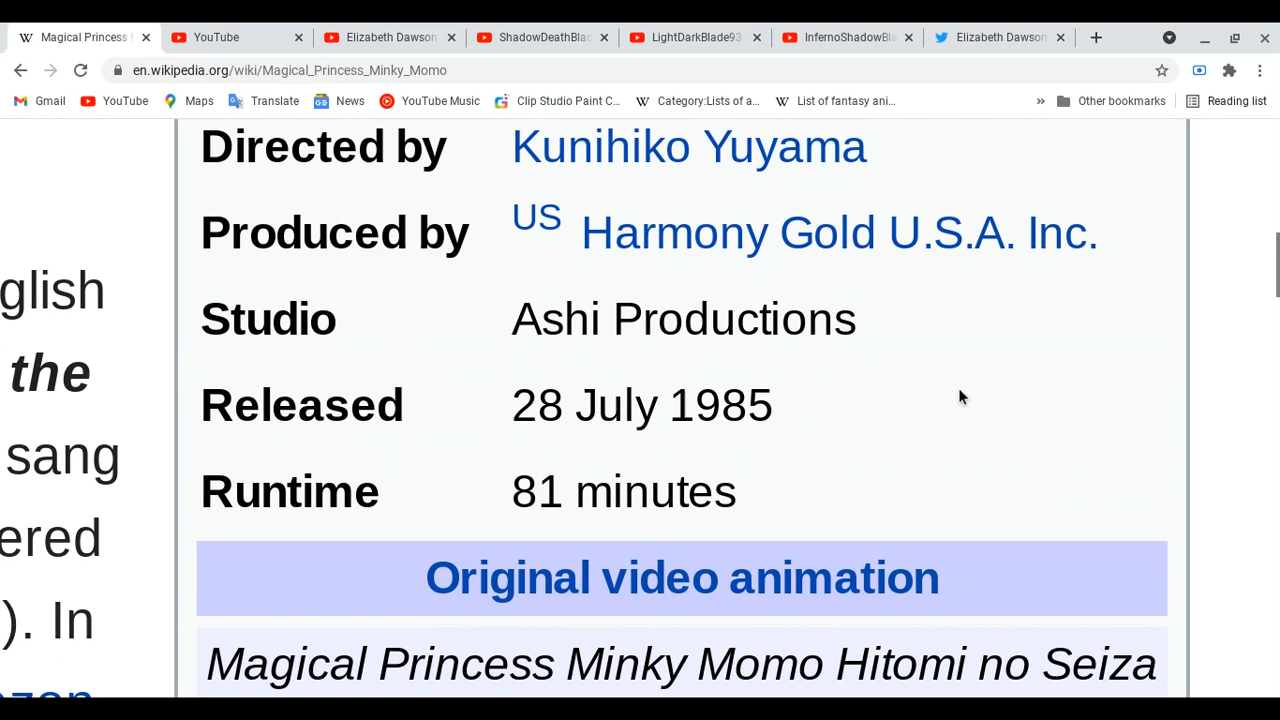 Magical Princess
YouTube
Elizabeth Dawson
ShadowDeathBla
LightDarkBlade93
InfernoShadowBla
Elizabeth Dawson
en.wikipedia.org/wiki/Magical_Princess_Minky_Momo
Gmail
YouTube
Maps
Translate
News
YouTube Music
Clip Studio Paint C...
Category:Lists of a...
List of fantasy ani...
»
Other bookmarks
Reading list
Directed by Kunihiko Yuyama
Produced by US Harmony Gold U.S.A. Inc.
glish
Studio Ashi Productions
the
Released 28 July 1985
sang
Runtime 81 minutes
ered
Original video animation
). In
Magical Princess Minky Momo Hitomi no Seiza